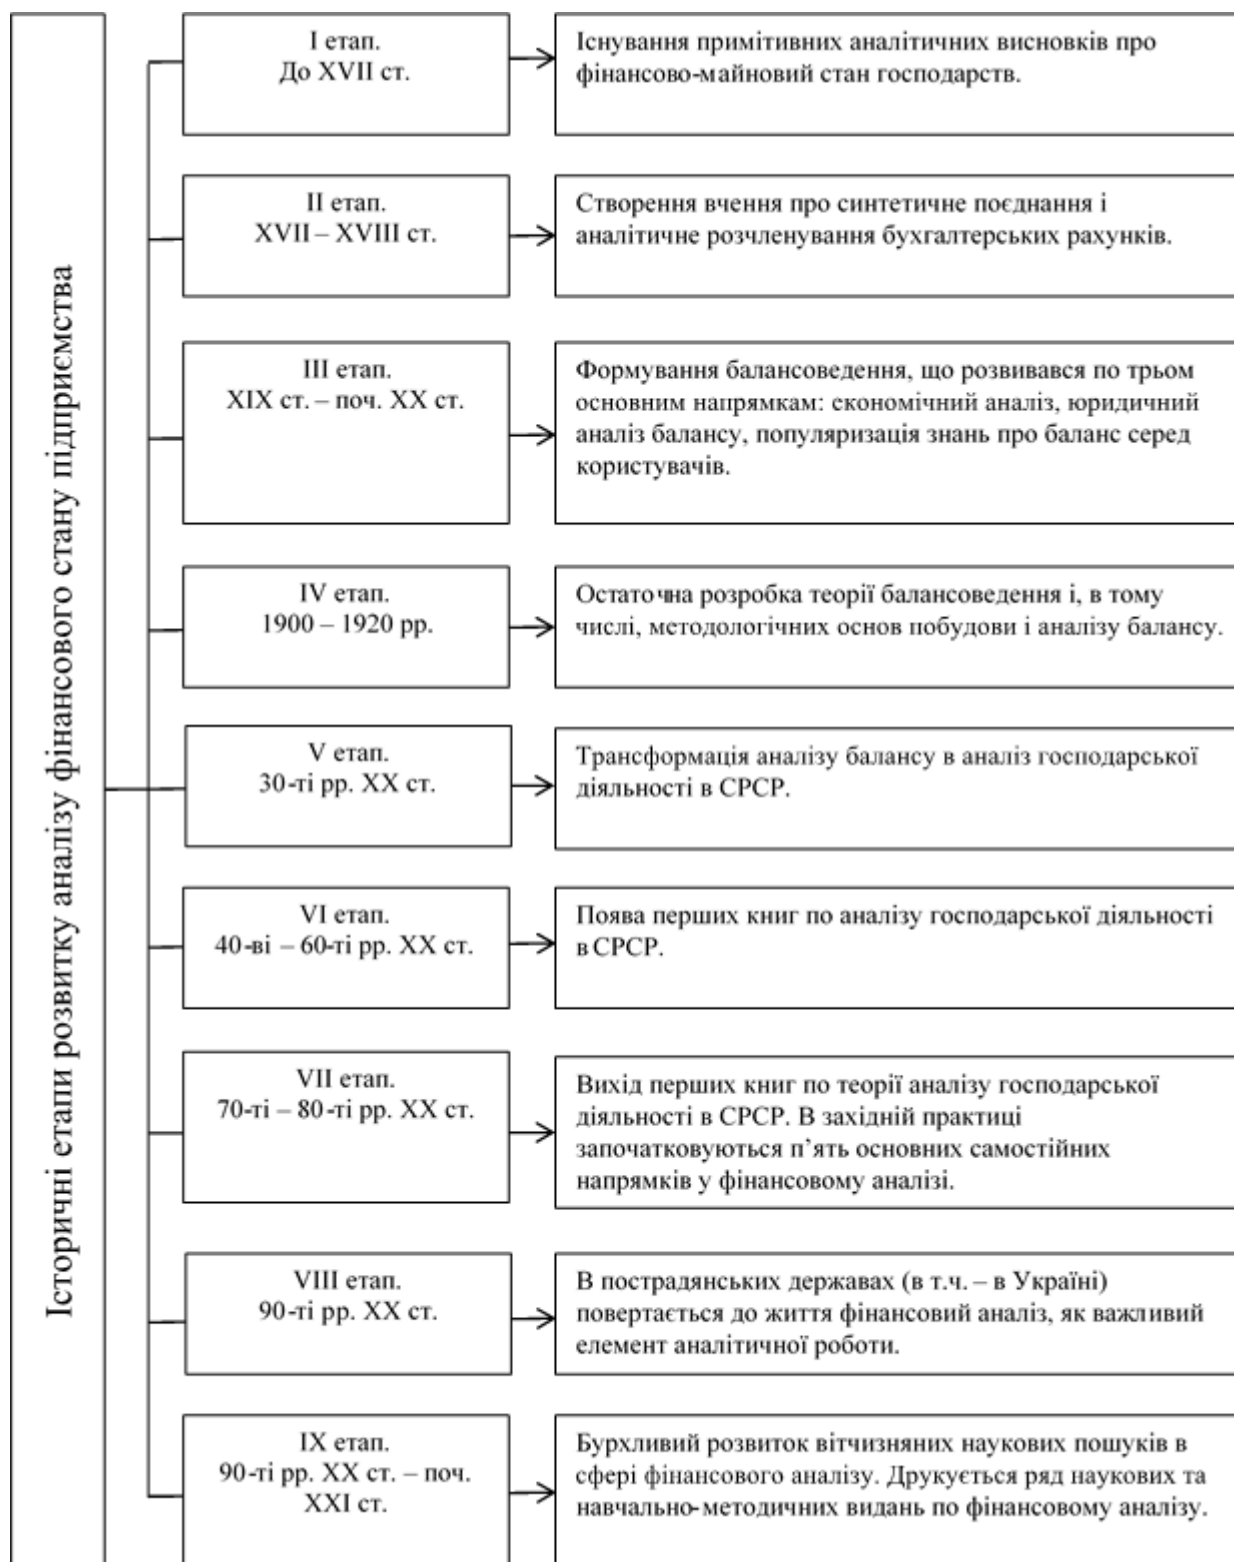 Історичні етапи розвитку аналізу фінансового стану підприємства
І етап.
До XVII ст.
Існування примітивних аналітичних висновків про
фінансово-майновий стан господарств.
ІІ етап.
XVII – XVIII ст.
Створення вчення про синтетичне поєднання і
аналітичне розчленування бухгалтерських рахунків.
ІІІ етап.
XIX ст. – поч. XX ст.
Формування балансоведення, що розвивався по трьом
основним напрямкам: економічний аналіз, юридичний
аналіз балансу, популяризація знань про баланс серед
користувачів.
IV етап.
1900 – 1920 рр.
Остаточна розробка теорії балансоведення і, в тому
числі, методологічних основ побудови і аналізу балансу.
V етап.
30-ті рр. XX ст.
Трансформація аналізу балансу в аналіз господарської
діяльності в СРСР.
VI етап.
40-ві – 60-ті рр. XX ст.
Поява перших книг по аналізу господарської діяльності
в СРСР.
VII етап.
70-ті – 80-ті рр. XX ст.
Вихід перших книг по теорії аналізу господарської
діяльності в СРСР. В західній практиці
започатковуються п’ять основних самостійних
напрямків у фінансовому аналізі.
VIII етап.
90-ті рр. XX ст.
В пострадянських державах (в т.ч. – в Україні)
повертається до життя фінансовий аналіз, як важливий
елемент аналітичної роботи.
IX етап.
90-ті рр. XX ст. – поч.
XXI ст.
Бурхливий розвиток вітчизняних наукових пошуків в
сфері фінансового аналізу. Друкується ряд наукових та
навчально-методичних видань по фінансовому аналізу.